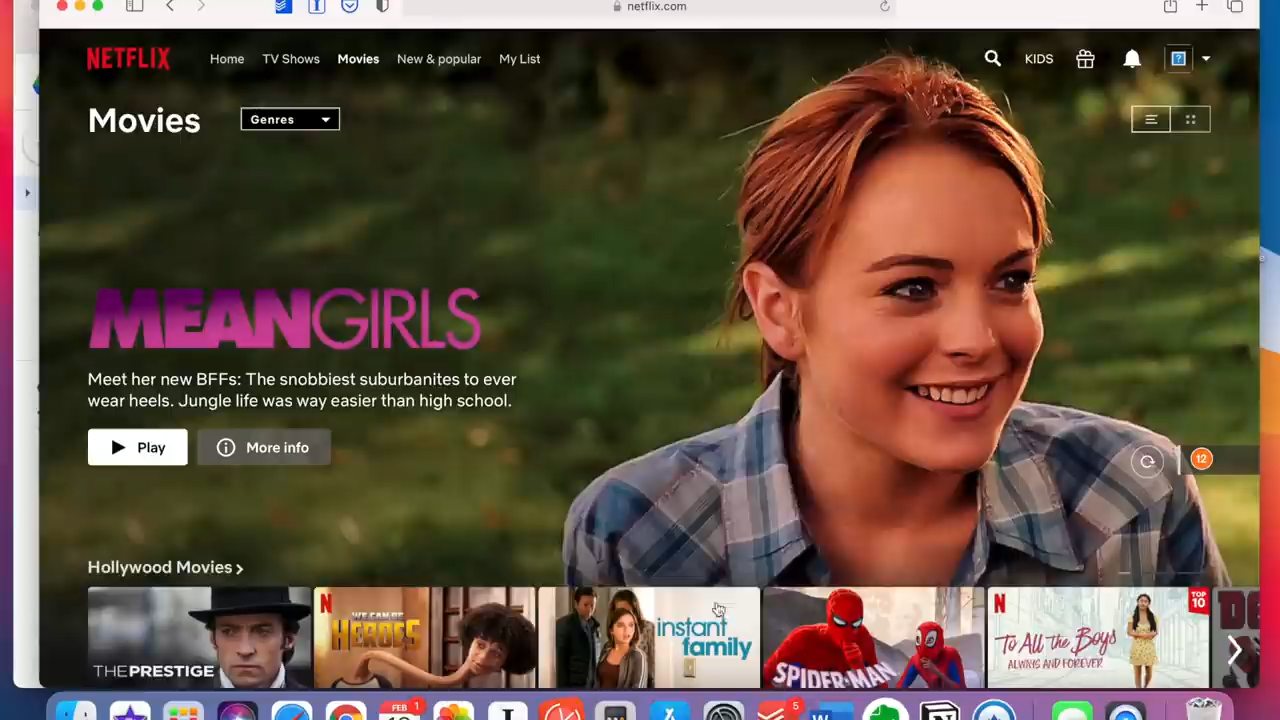 netflix.com
NETFLIX Home TV Shows Movies New & popular My List KIDS
Movies Genres
MEANGIRLS
Meet her new BFFs: The snobbiest suburbanites to ever
wear heels. Jungle life was way easier than high school.
Play More info
12
Hollywood Movies
THEPRESTIGE
N WE CAN BE
HEROES
instant
family
SPIDER-MAN
N TOP
10
To All the Boys
ALWAYS AND FOREVER
FEB
1
5